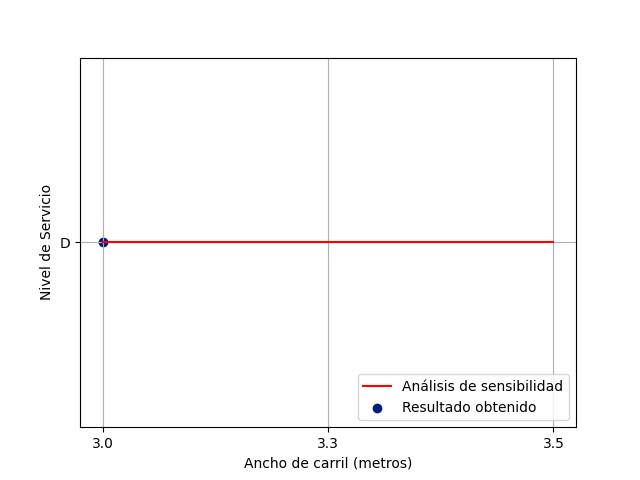 Nivel de Servicio
D
Análisis de sensibilidad
Resultado obtenido
3.0 3.3 3.5
Ancho de carril (metros)